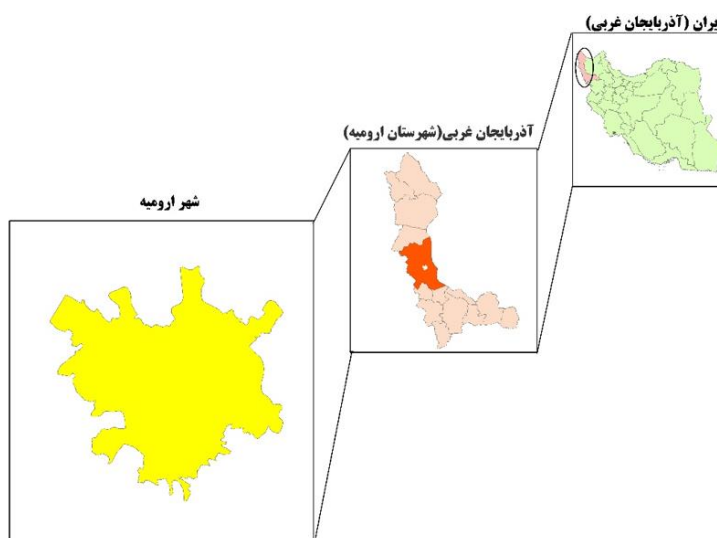 یران (آذربایجان غربی)
آذربایجان غربی(شهرستان ارومیه)
شهر ارومیه